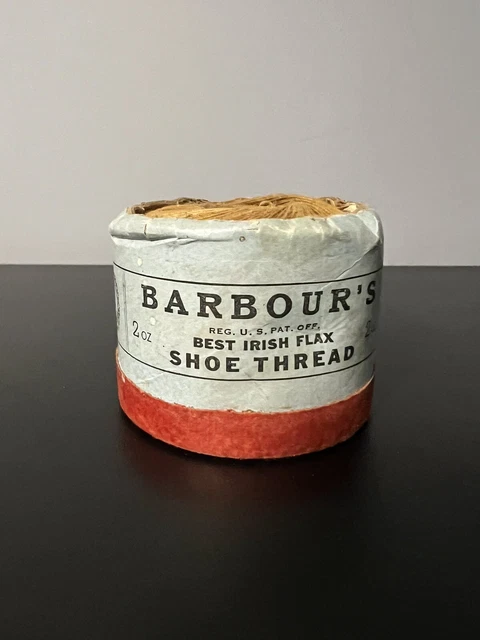 BARBOUR'S
2 oz
REG. U. S. PAT. OFF.
BEST IRISH FLAX
SHOE THREAD